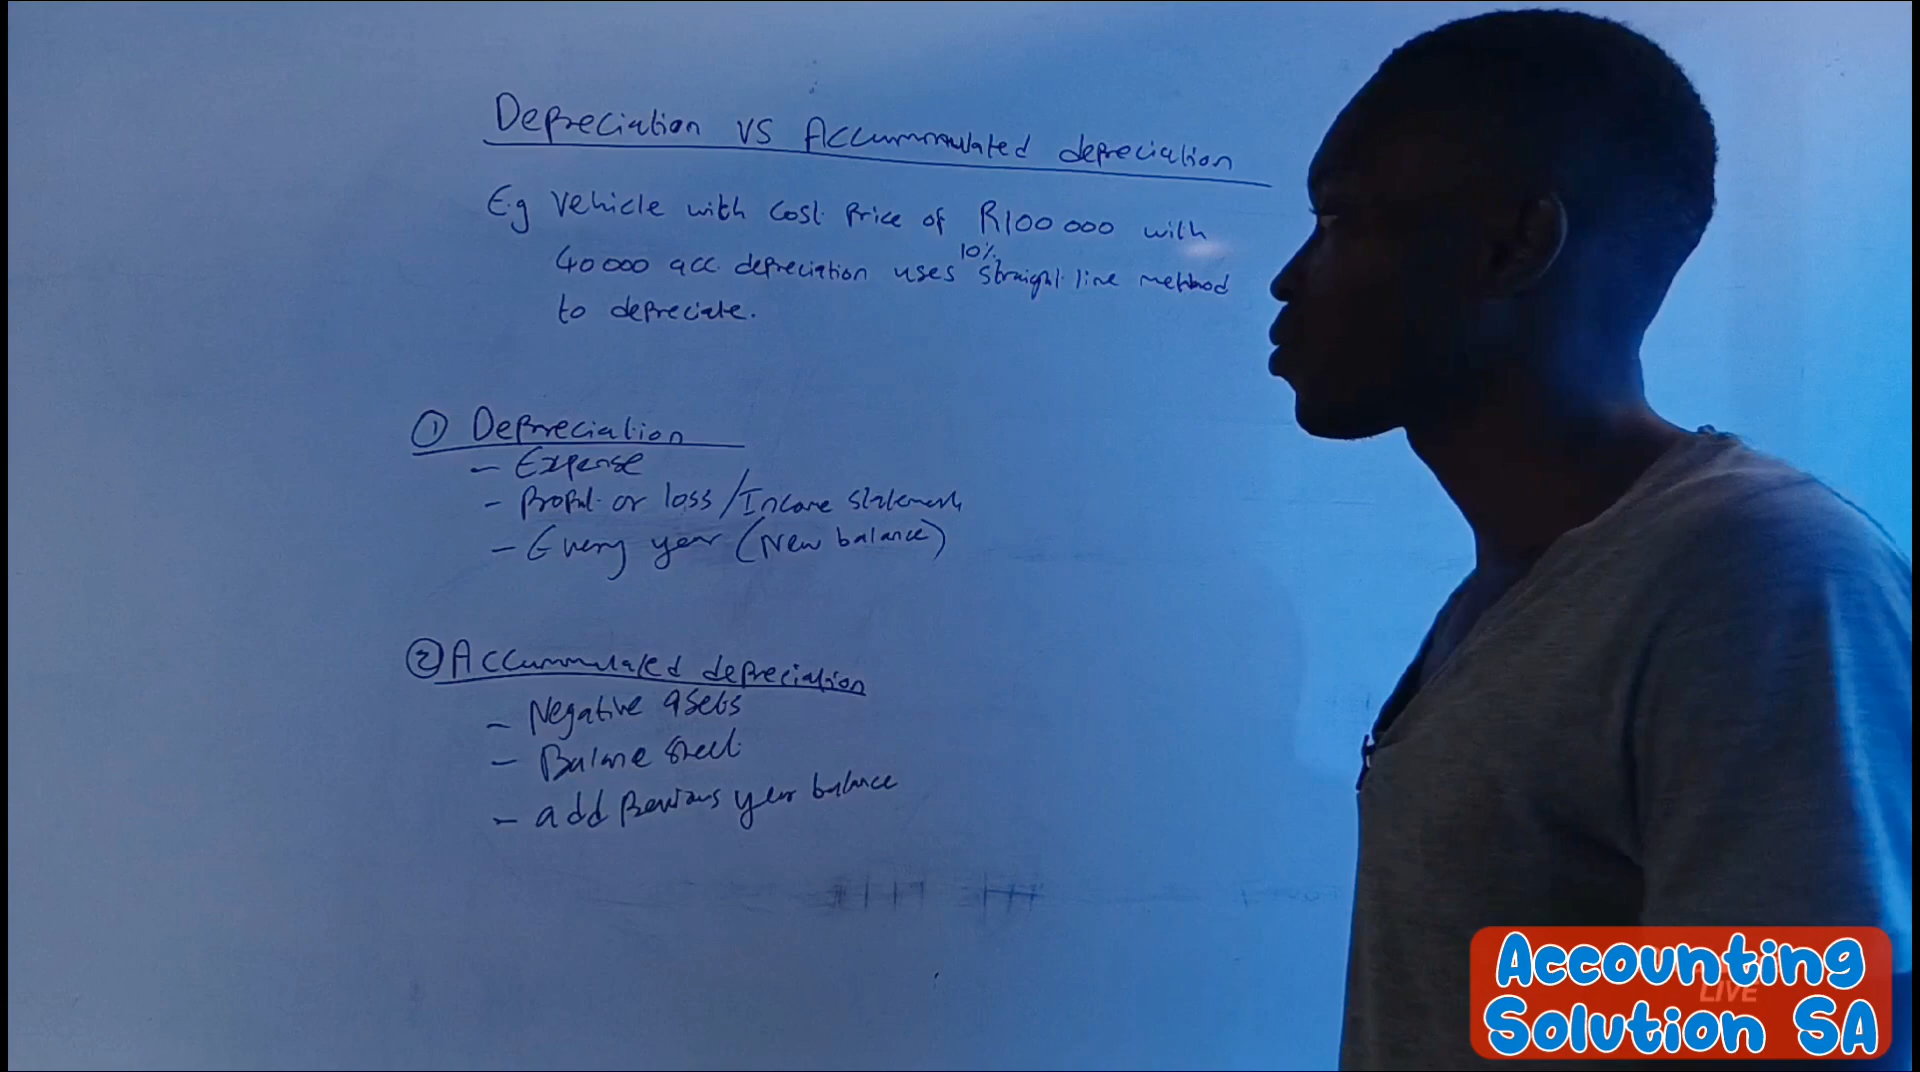 Depreciation VS Accummulated depreciation
E.g Vehicle with Cost Price of R100 000 with
10%
40 000 acc. depreciation uses straight line method
to depreciate.
① Depreciation
- Expense
- Profit or loss / Income statement
- Every year (New balance)
② Accummulated depreciation
- Negative assets
- Balance sheet
- add previous year balance
Accounting
LIVE
Solution SA